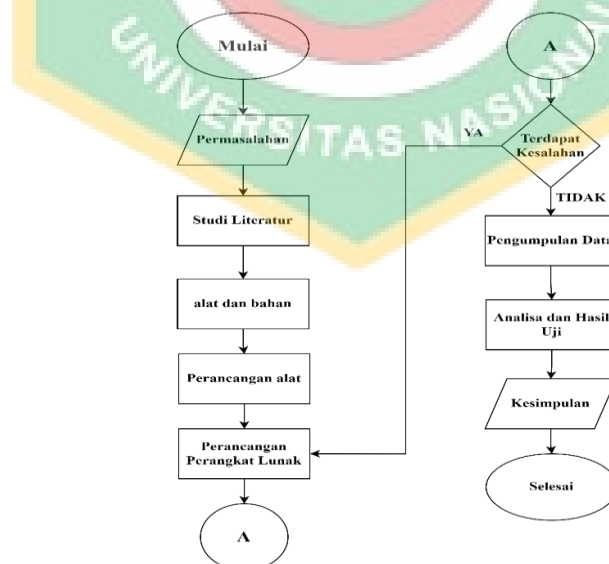 Mulai
Permasalahan
Studi Literatur
alat dan bahan
Perancangan alat
Perancangan
Perangkat Lunak
A
A
Terdapat
Kesalahan
YA
TIDAK
Pengumpulan Data
Analisa dan Hasil
Uji
Kesimpulan
Selesai
UNIVERSITAS NASIONAL